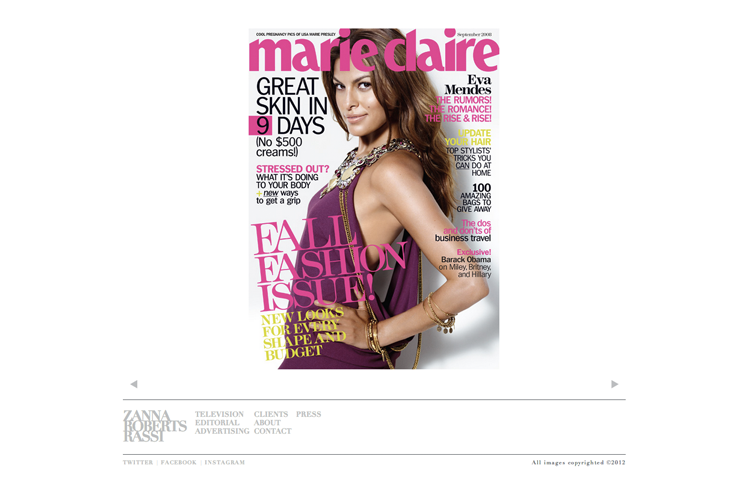 COOL PREGNANCY PICS OF LISA MARIE PRESLEY
September 2008
marie claire
GREAT
SKIN IN
9 DAYS
(No $500
creams!)
STRESSED OUT?
WHAT IT'S DOING
TO YOUR BODY
+ new ways
to get a grip
FALL
FASHION
ISSUE!
NEW LOOKS
FOR EVERY
SHAPE AND
BUDGET
Eva
Mendes
THE RUMORS!
THE ROMANCE!
THE RISE & RISE!
UPDATE
YOUR HAIR
TOP STYLISTS'
TRICKS YOU
CAN DO AT
HOME
100
AMAZING
BAGS TO
GIVE AWAY
The dos
and don'ts of
business travel
Exclusive!
Barack Obama
on Miley, Britney,
and Hillary
ZANNA
ROBERTS
RASSI
TELEVISION CLIENTS PRESS
EDITORIAL ABOUT
ADVERTISING CONTACT
TWITTER | FACEBOOK | INSTAGRAM
All images copyrighted ©2012